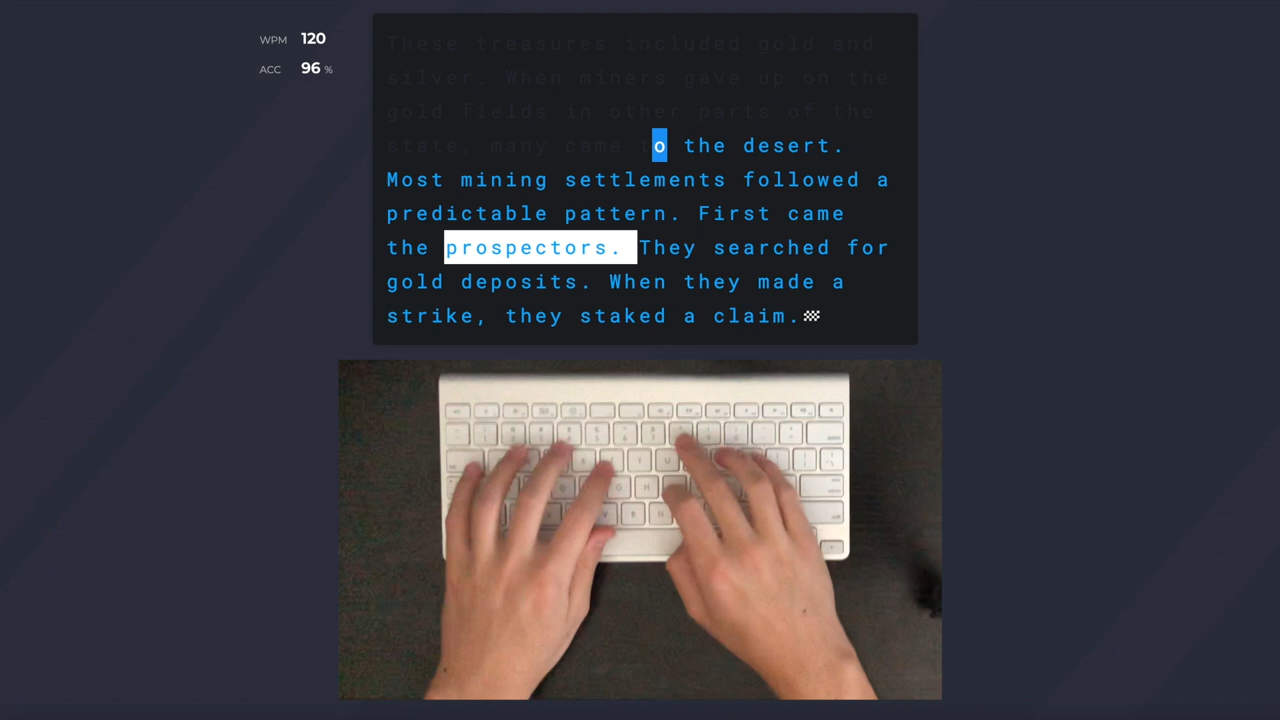 WPM 120
ACC 96 %
These treasures included gold and
silver. When miners gave up on the
gold fields in other parts of the
state, many came to the desert.
Most mining settlements followed a
predictable pattern. First came
the prospectors. They searched for
gold deposits. When they made a
strike, they staked a claim.